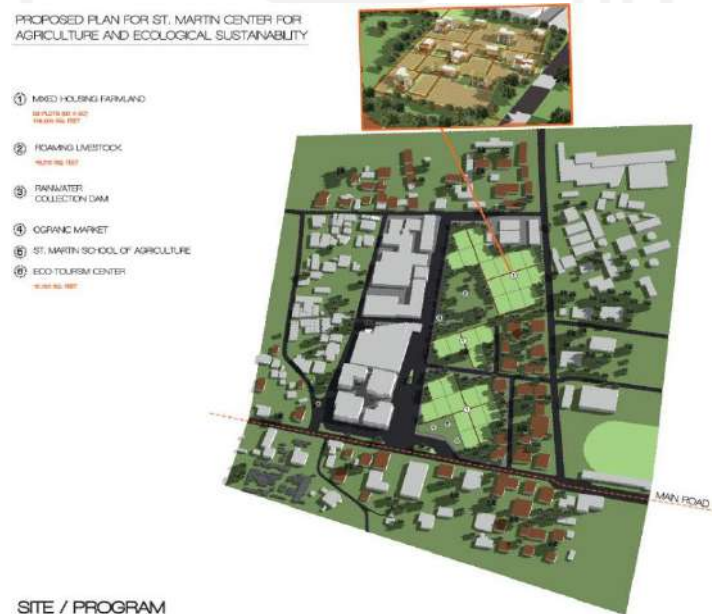 PROPOSED PLAN FOR ST. MARTIN CENTER FOR
AGRICULTURE AND ECOLOGICAL SUSTAINABILITY
1 MIXED HOUSING FARMLAND
2 ROAMING LIVESTOCK
3 RAINWATER
COLLECTION DAM
4 OGRANIC MARKET
5 ST. MARTIN SCHOOL OF AGRICULTURE
6 ECO TOURISM CENTER
MAIN ROAD
SITE / PROGRAM